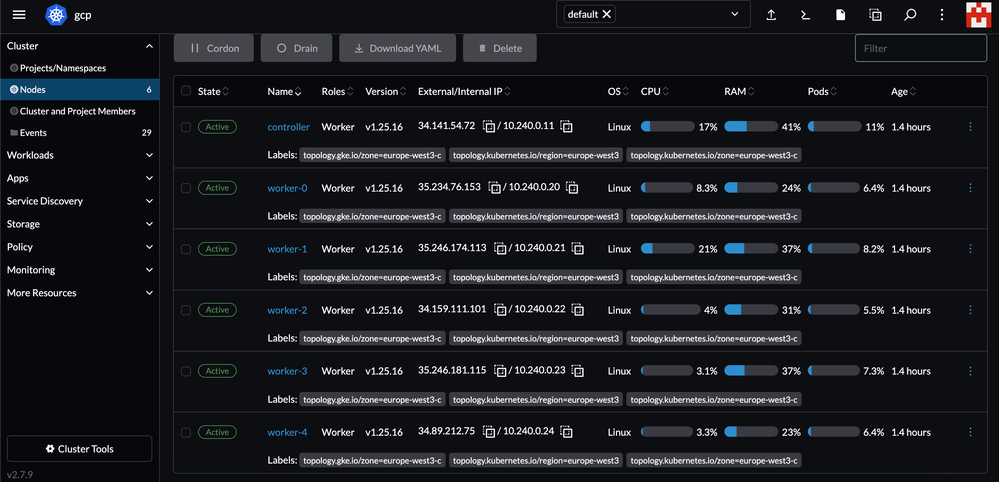 gcp
default
Cluster
Projects/Namespaces
Nodes 6
Cluster and Project Members
Events 29
Workloads
Apps
Service Discovery
Storage
Policy
Monitoring
More Resources
Cluster Tools
v2.7.9
Cordon Drain Download YAML Delete Filter
State Name Roles Version External/Internal IP OS CPU RAM Pods Age
Active controller Worker v1.25.16 34.141.54.72 / 10.240.0.11 Linux 17% 41% 11% 1.4 hours
Labels: topology.gke.io/zone=europe-west3-c topology.kubernetes.io/region=europe-west3 topology.kubernetes.io/zone=europe-west3-c
Active worker-0 Worker v1.25.16 35.234.76.153 / 10.240.0.20 Linux 8.3% 24% 6.4% 1.4 hours
Labels: topology.gke.io/zone=europe-west3-c topology.kubernetes.io/region=europe-west3 topology.kubernetes.io/zone=europe-west3-c
Active worker-1 Worker v1.25.16 35.246.174.113 / 10.240.0.21 Linux 21% 37% 8.2% 1.4 hours
Labels: topology.gke.io/zone=europe-west3-c topology.kubernetes.io/region=europe-west3 topology.kubernetes.io/zone=europe-west3-c
Active worker-2 Worker v1.25.16 34.159.111.101 / 10.240.0.22 Linux 4% 31% 5.5% 1.4 hours
Labels: topology.gke.io/zone=europe-west3-c topology.kubernetes.io/region=europe-west3 topology.kubernetes.io/zone=europe-west3-c
Active worker-3 Worker v1.25.16 35.246.181.115 / 10.240.0.23 Linux 3.1% 37% 7.3% 1.4 hours
Labels: topology.gke.io/zone=europe-west3-c topology.kubernetes.io/region=europe-west3 topology.kubernetes.io/zone=europe-west3-c
Active worker-4 Worker v1.25.16 34.89.212.75 / 10.240.0.24 Linux 3.3% 23% 6.4% 1.4 hours
Labels: topology.gke.io/zone=europe-west3-c topology.kubernetes.io/region=europe-west3 topology.kubernetes.io/zone=europe-west3-c